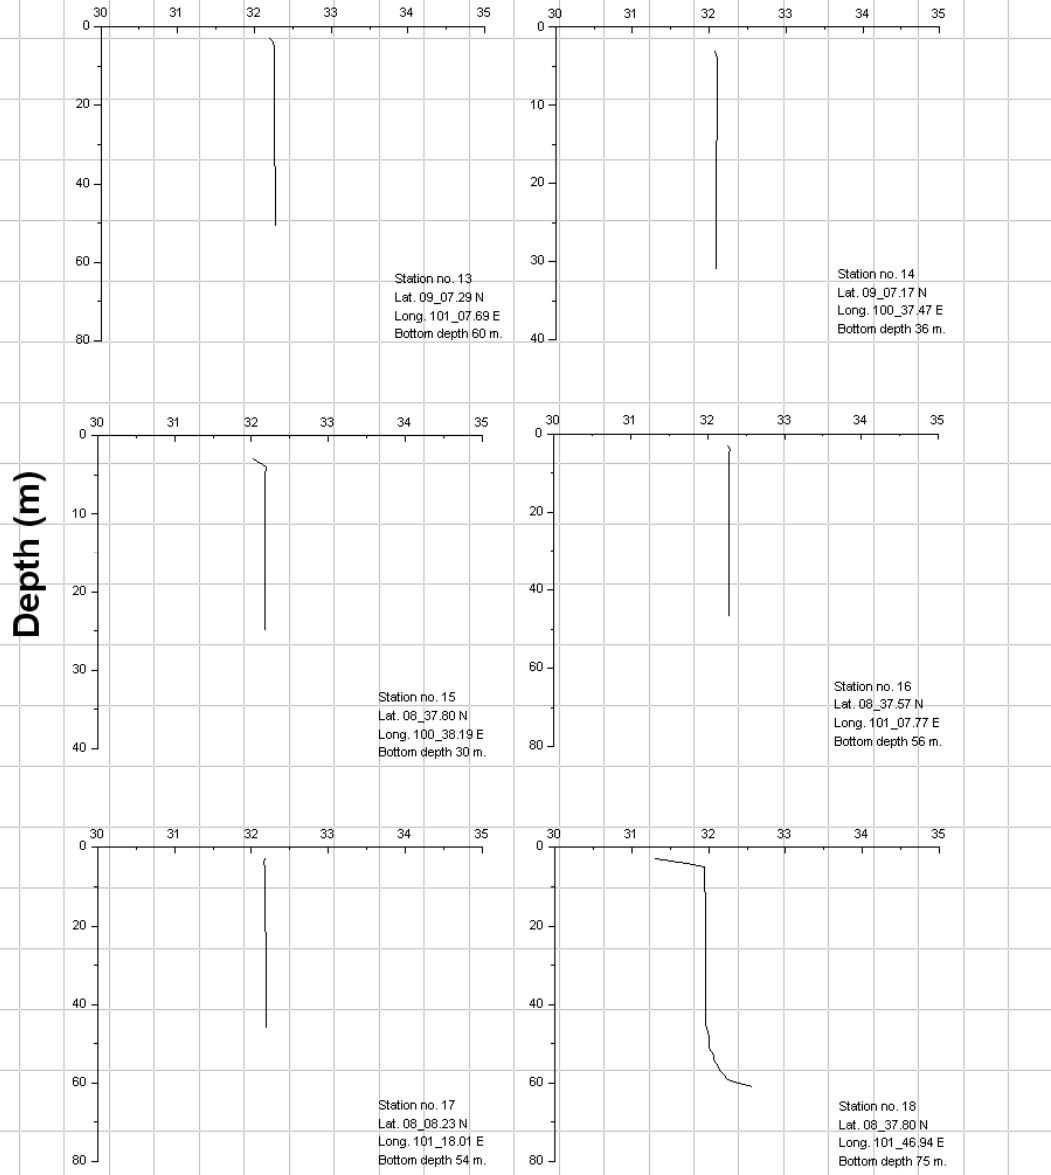 30 31 32 33 34 35
0
20
40
60
80
Station no. 13
Lat. 09_07.29 N
Long. 101_07.69 E
Bottom depth 60 m.
30 31 32 33 34 35
0
10
20
30
40
Station no. 14
Lat. 09_07.17 N
Long. 100_37.47 E
Bottom depth 36 m.
Depth (m)
30 31 32 33 34 35
0
10
20
30
40
Station no. 15
Lat. 08_37.80 N
Long. 100_38.19 E
Bottom depth 30 m.
30 31 32 33 34 35
0
20
40
60
80
Station no. 16
Lat. 08_37.57 N
Long. 101_07.77 E
Bottom depth 56 m.
30 31 32 33 34 35
0
20
40
60
80
Station no. 17
Lat. 08_08.23 N
Long. 101_18.01 E
Bottom depth 54 m.
30 31 32 33 34 35
0
20
40
60
80
Station no. 18
Lat. 08_37.80 N
Long. 101_46.94 E
Bottom depth 75 m.